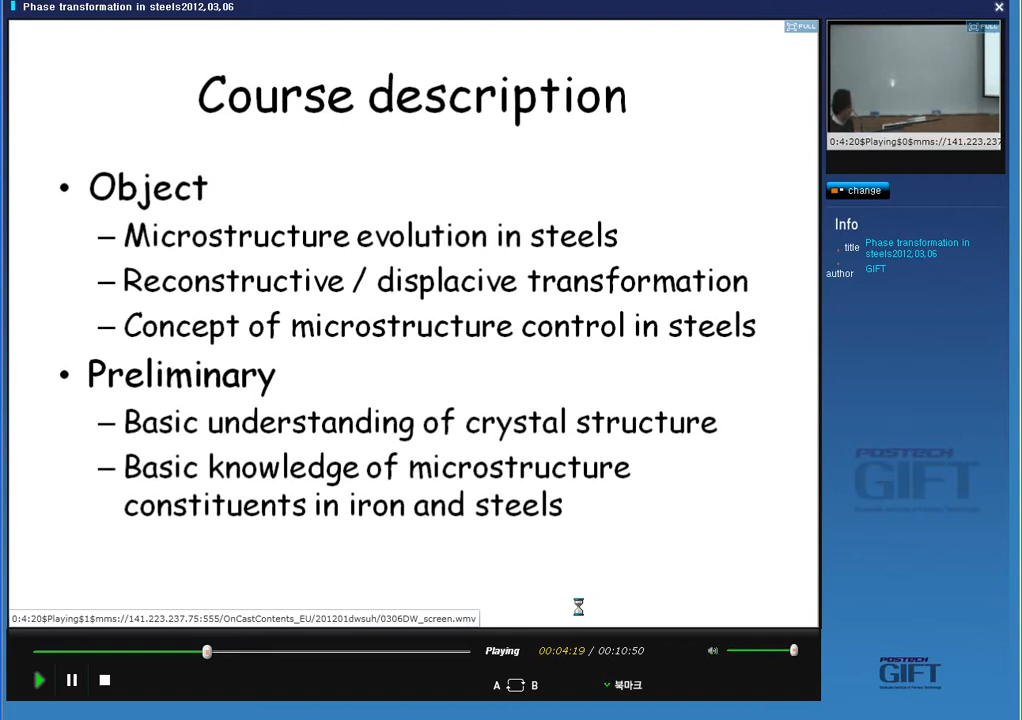 Phase transformation in steels2012,03,06
FULL
Course description
• Object
– Microstructure evolution in steels
– Reconstructive / displacive transformation
– Concept of microstructure control in steels
• Preliminary
– Basic understanding of crystal structure
– Basic knowledge of microstructure
constituents in iron and steels
0:4:20$Playing$1$mms://141.223.237.75:555/OnCastContents_EU/201201dwsuh/0306DW_screen.wmv
Playing
00:04:19 / 00:10:50
A B
북마크
FULL
0:4:20$Playing$0$mms://141.223.237
change
Info
title Phase transformation in
steels2012,03,06
author GIFT
POSTECH
GIFT
POSTECH
GIFT